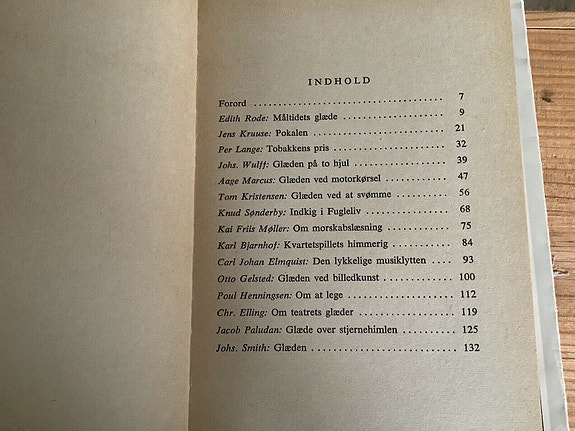 INDHOLD
Forord ........................................ 7
Edith Rode: Måltidets glæde ..................... 9
Jens Kruuse: Pokalen ........................... 21
Per Lange: Tobakkens pris ...................... 32
Johs. Wulff: Glæden på to hjul .................. 39
Aage Marcus: Glæden ved motorkørsel ............. 47
Tom Kristensen: Glæden ved at svømme ............ 56
Knud Sønderby: Indkig i Fugleliv ................ 68
Kai Friis Møller: Om morskabslæsning ............ 75
Karl Bjarnhof: Kvartetspillets himmerig ......... 84
Carl Johan Elmquist: Den lykkelige musiklytten .... 93
Otto Gelsted: Glæden ved billedkunst ............ 100
Poul Henningsen: Om at lege ..................... 112
Chr. Elling: Om teatrets glæder ................. 119
Jacob Paludan: Glæde over stjernehimlen ......... 125
Johs. Smith: Glæden ............................ 132